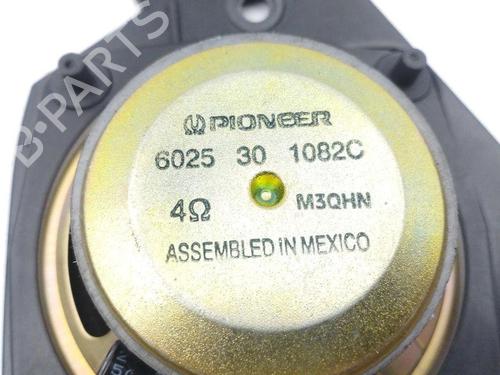 B-PARTS
PIONEER
6025 30 1082C
4Ω M3QHN
ASSEMBLED IN MEXICO